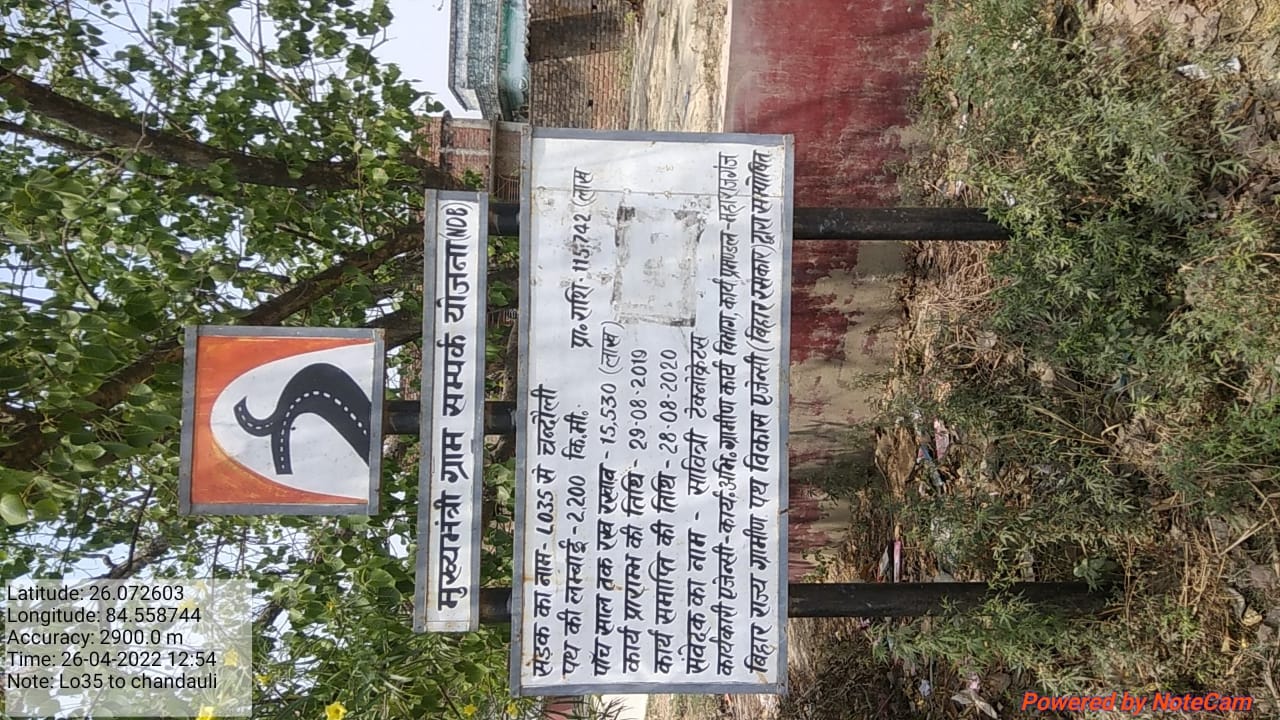 मुख्यमंत्री ग्राम सम्पर्क योजना (NDB)
सड़क का नाम- L035 से चन्दौली
पथ की लम्बाई - 2.200 कि.मी. प्रा० राशि- 115.742 (लाख)
पाँच साल तक रख रखाव - 15.530 (लाख)
कार्य प्रारम्भ की तिथि - 29-08-2019
कार्य समाप्ति की तिथि - 28-08-2020
संवेदक का नाम - सावित्री टेक्नोक्रेटस
कार्यकारी एजेन्सी - कार्य.अभि.ग्रामीण कार्य विभाग, कार्य प्रमण्डल - महाराजगंज
बिहार राज्य ग्रामीण पथ विकास एजेन्सी (बिहार सरकार) द्वारा संपोषित
Latitude: 26.072603
Longitude: 84.558744
Accuracy: 2900.0 m
Time: 26-04-2022 12:54
Note: Lo35 to chandauli
Powered by NoteCam